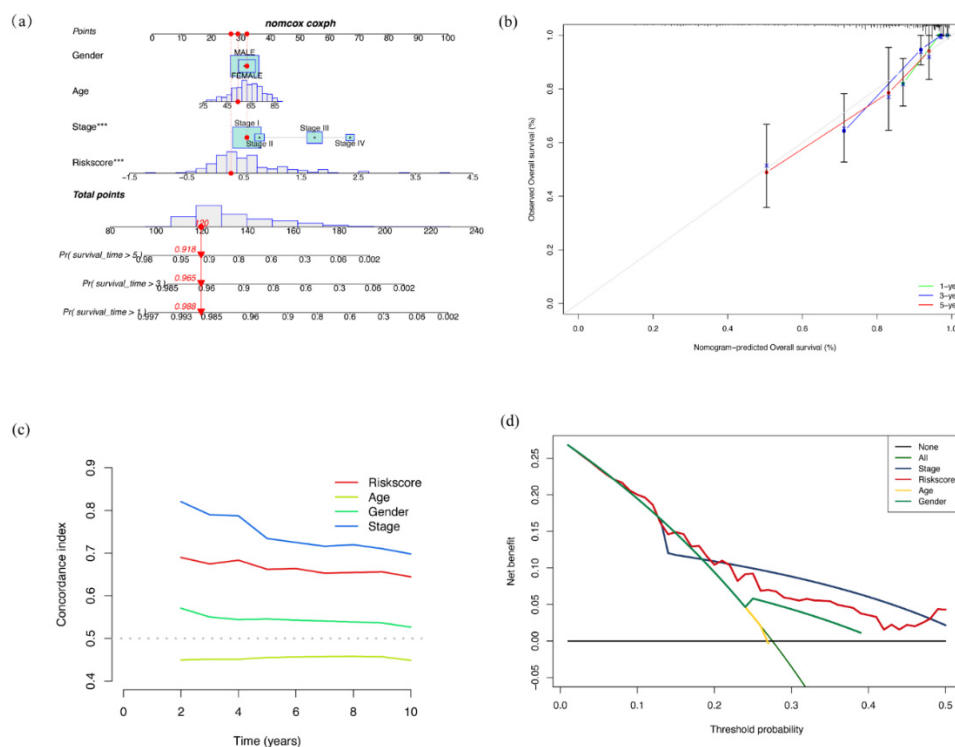 (a)
nomcox coxph
Points
0 10 20 30 40 50 60 70 80 90 100
Gender
MALE
FEMALE
Age
25 45 65 85
Stage***
Stage I
Stage III
Stage II
Stage IV
Riskscore***
-1.5 -0.5 0.5 1.5 2.5 3.5 4.5
Total points
120
80 100 120 140 160 180 200 220 240
0.918
Pr( survival_time > 5 )
0.98 0.95 0.9 0.8 0.6 0.3 0.06 0.002
0.965
Pr( survival_time > 3 )
0.985 0.96 0.9 0.8 0.6 0.3 0.06 0.002
0.988
Pr( survival_time > 1 )
0.997 0.993 0.985 0.96 0.9 0.8 0.6 0.3 0.06 0.002
(b)
Observed Overall survival (%)
1.0
0.8
0.6
0.4
0.2
0.0
1-ye
3-ye
5-ye
0.0 0.2 0.4 0.6 0.8 1.0
Nomogram-predicted Overall survival (%)
(c)
Concordance index
0.9
0.8
0.7
0.6
0.5
0.4
Riskscore
Age
Gender
Stage
0 2 4 6 8 10
Time (years)
(d)
Net benefit
0.25
0.20
0.15
0.10
0.05
0.00
-0.05
None
All
Stage
Riskscore
Age
Gender
0.0 0.1 0.2 0.3 0.4 0.5
Threshold probability